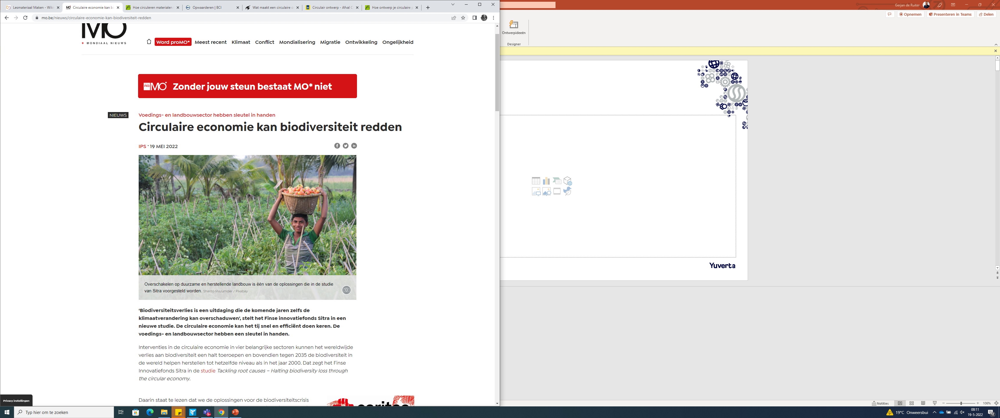 Lesmateriaal Maken - Wiki
Circulaire economie kan bi
Hoe circuleren materialen
Opwaarderen | BCI
Wat maakt een circulaire o
Circulair ontwerp - Afval C
Hoe ontwerp je circulaire p
mo.be/nieuws/circulaire-economie-kan-biodiversiteit-redden
MO
* MONDIAAL NIEUWS
Word proMO* Meest recent Klimaat Conflict Mondialisering Migratie Ontwikkeling Ongelijkheid
PRO MO* Zonder jouw steun bestaat MO* niet
NIEUWS
Voedings- en landbouwsector hebben sleutel in handen
Circulaire economie kan biodiversiteit redden
IPS • 19 MEI 2022
Overschakelen op duurzame en herstellende landbouw is één van de oplossingen die in de studie
van Sitra voorgesteld worden. Shanto Mazumder / Pixabay
‘Biodiversiteitsverlies is een uitdaging die de komende jaren zelfs de
klimaatverandering kan overschaduwen’, stelt het Finse innovatiefonds Sitra in een
nieuwe studie. De circulaire economie kan het tij snel en efficiënt doen keren. De
voedings- en landbouwsector hebben een sleutel in handen.
Interventies in de circulaire economie in vier belangrijke sectoren kunnen het wereldwijde
verlies aan biodiversiteit een halt toeroepen en bovendien tegen 2035 de biodiversiteit in
de wereld helpen herstellen tot hetzelfde niveau als in het jaar 2000. Dat zegt het Finse
Innovatiefonds Sitra in de studie Tackling root causes – Halting biodiversity loss through
the circular economy.
Daarin staat te lezen dat we de oplossingen voor de biodiversiteitscrisis
Privacy instellingen
Gerjan de Ruiter
Opnemen
Presenteren in Teams
Delen
Ontwerpideeën
Designer
Yuverta
Notities
106%
Typ hier om te zoeken
9+
19°C Onweersbui
08:11
19-5-2022
12